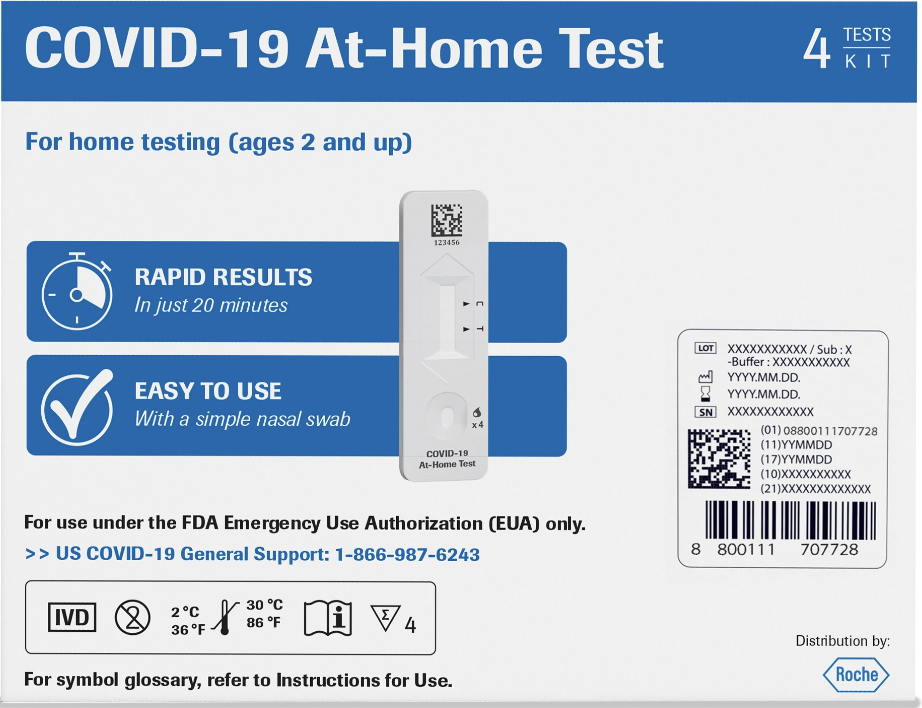 COVID-19 At-Home Test
4 TESTS
KIT
For home testing (ages 2 and up)
123456
RAPID RESULTS
In just 20 minutes
C
T
EASY TO USE
With a simple nasal swab
x 4
COVID-19
At-Home Test
LOT XXXXXXXXXXX / Sub : X
-Buffer : XXXXXXXXXXX
YYYY.MM.DD.
YYYY.MM.DD.
SN XXXXXXXXXXXX
(01) 08800111707728
(11)YYMMDD
(17)YYMMDD
(10)XXXXXXXXXX
(21)XXXXXXXXXXXXX
8 800111 707728
For use under the FDA Emergency Use Authorization (EUA) only.
>> US COVID-19 General Support: 1-866-987-6243
IVD 2 2 °C 30 °C i Σ 4
36 °F 86 °F
For symbol glossary, refer to Instructions for Use.
Distribution by:
Roche